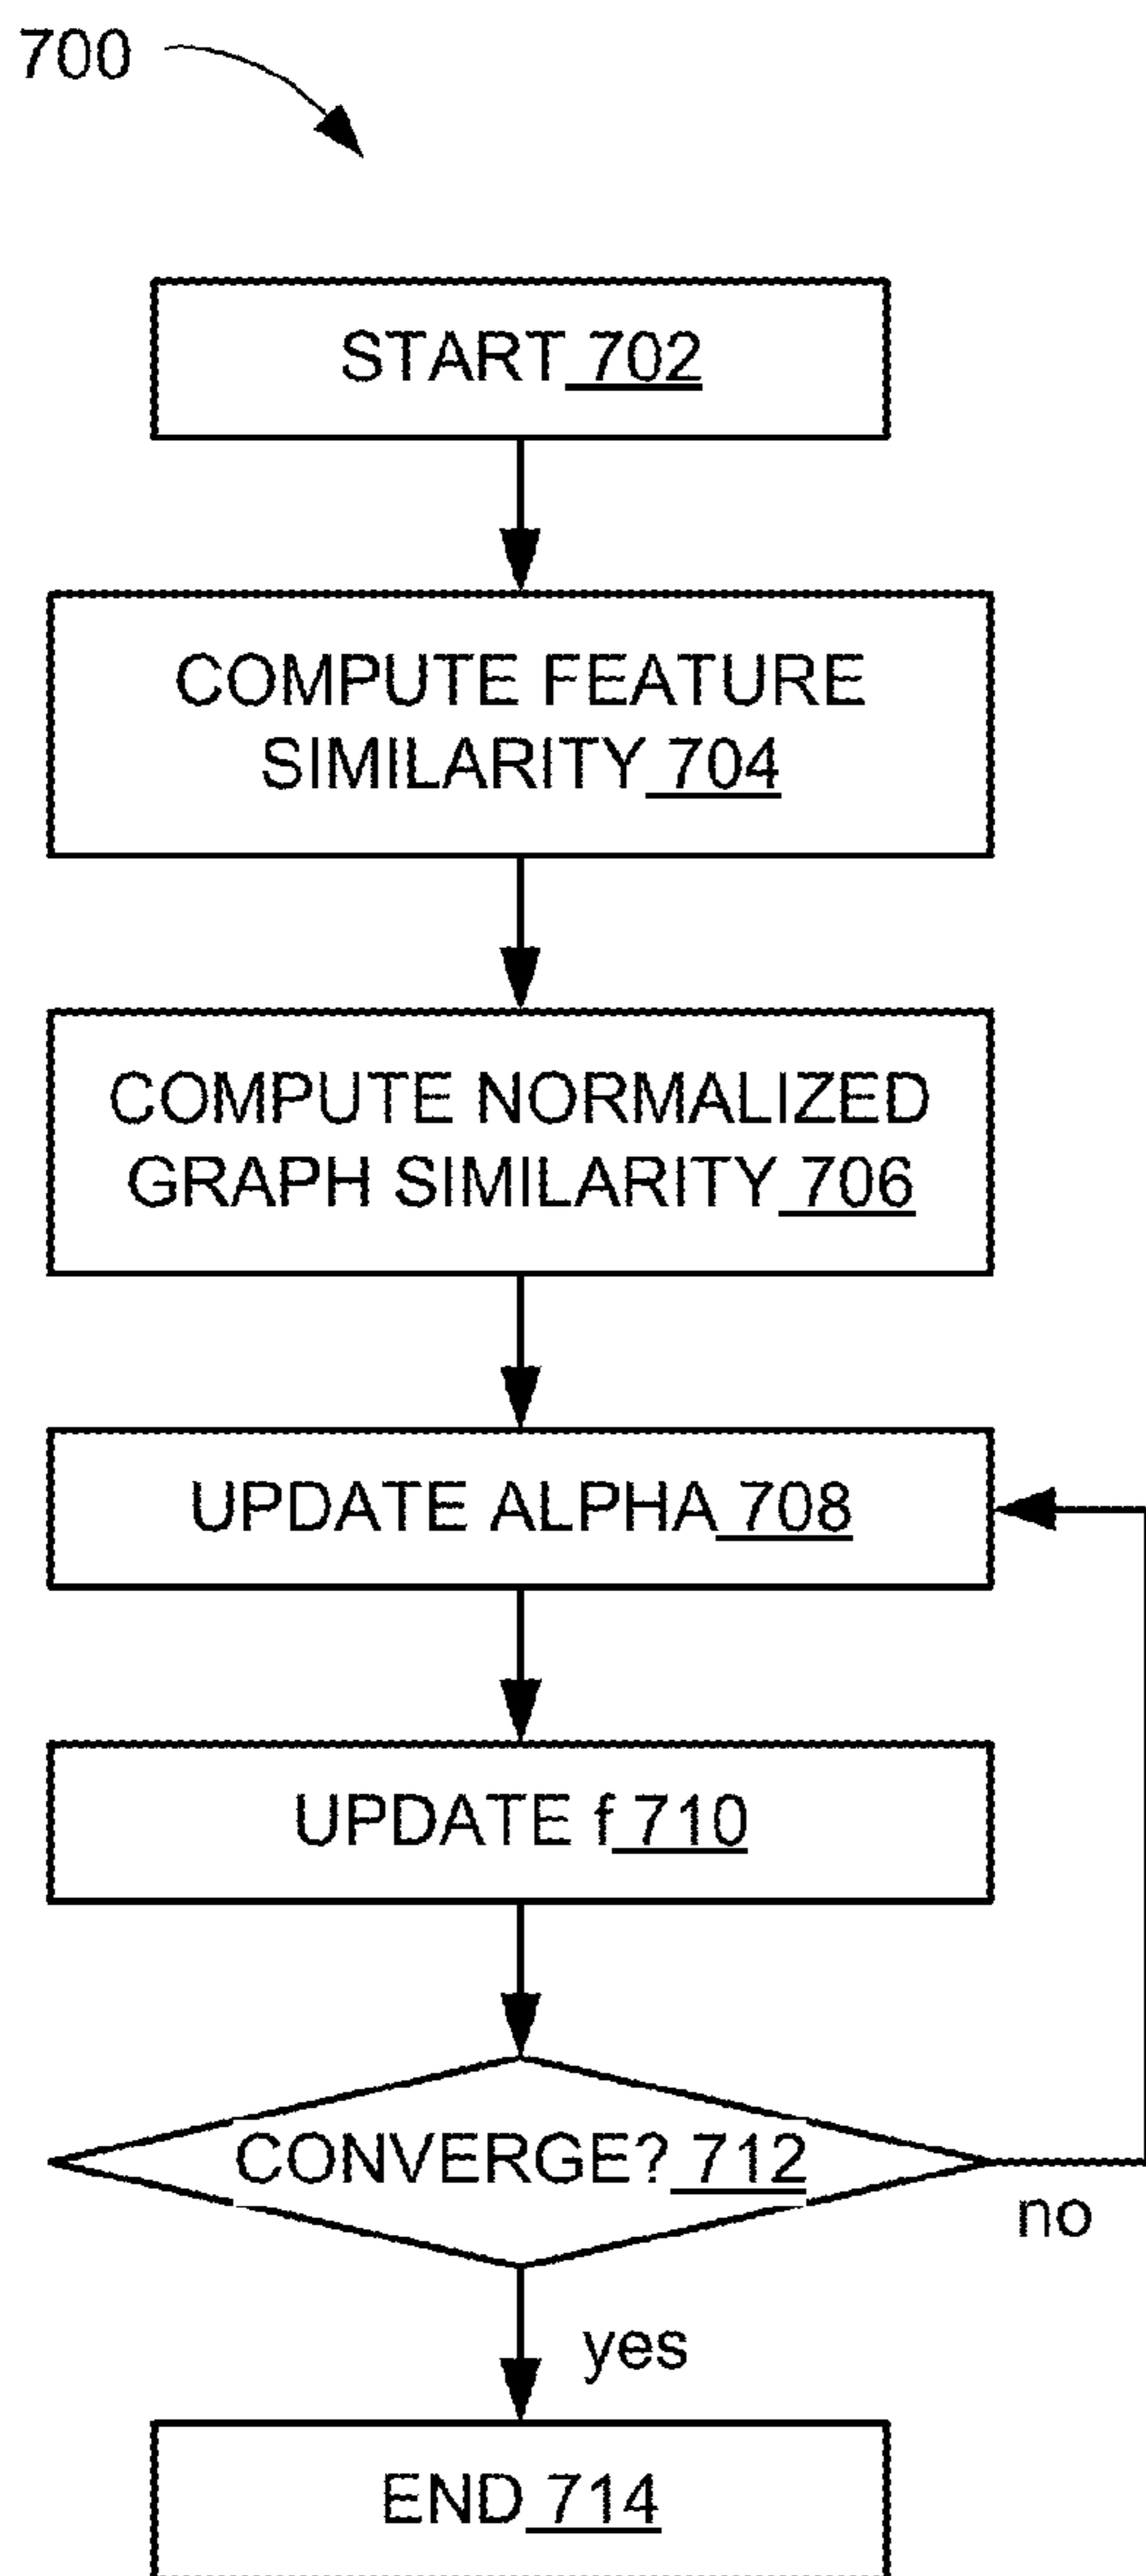 700
START 702
COMPUTE FEATURE
SIMILARITY 704
COMPUTE NORMALIZED
GRAPH SIMILARITY 706
UPDATE ALPHA 708
UPDATE f 710
CONVERGE? 712
no
yes
END 714